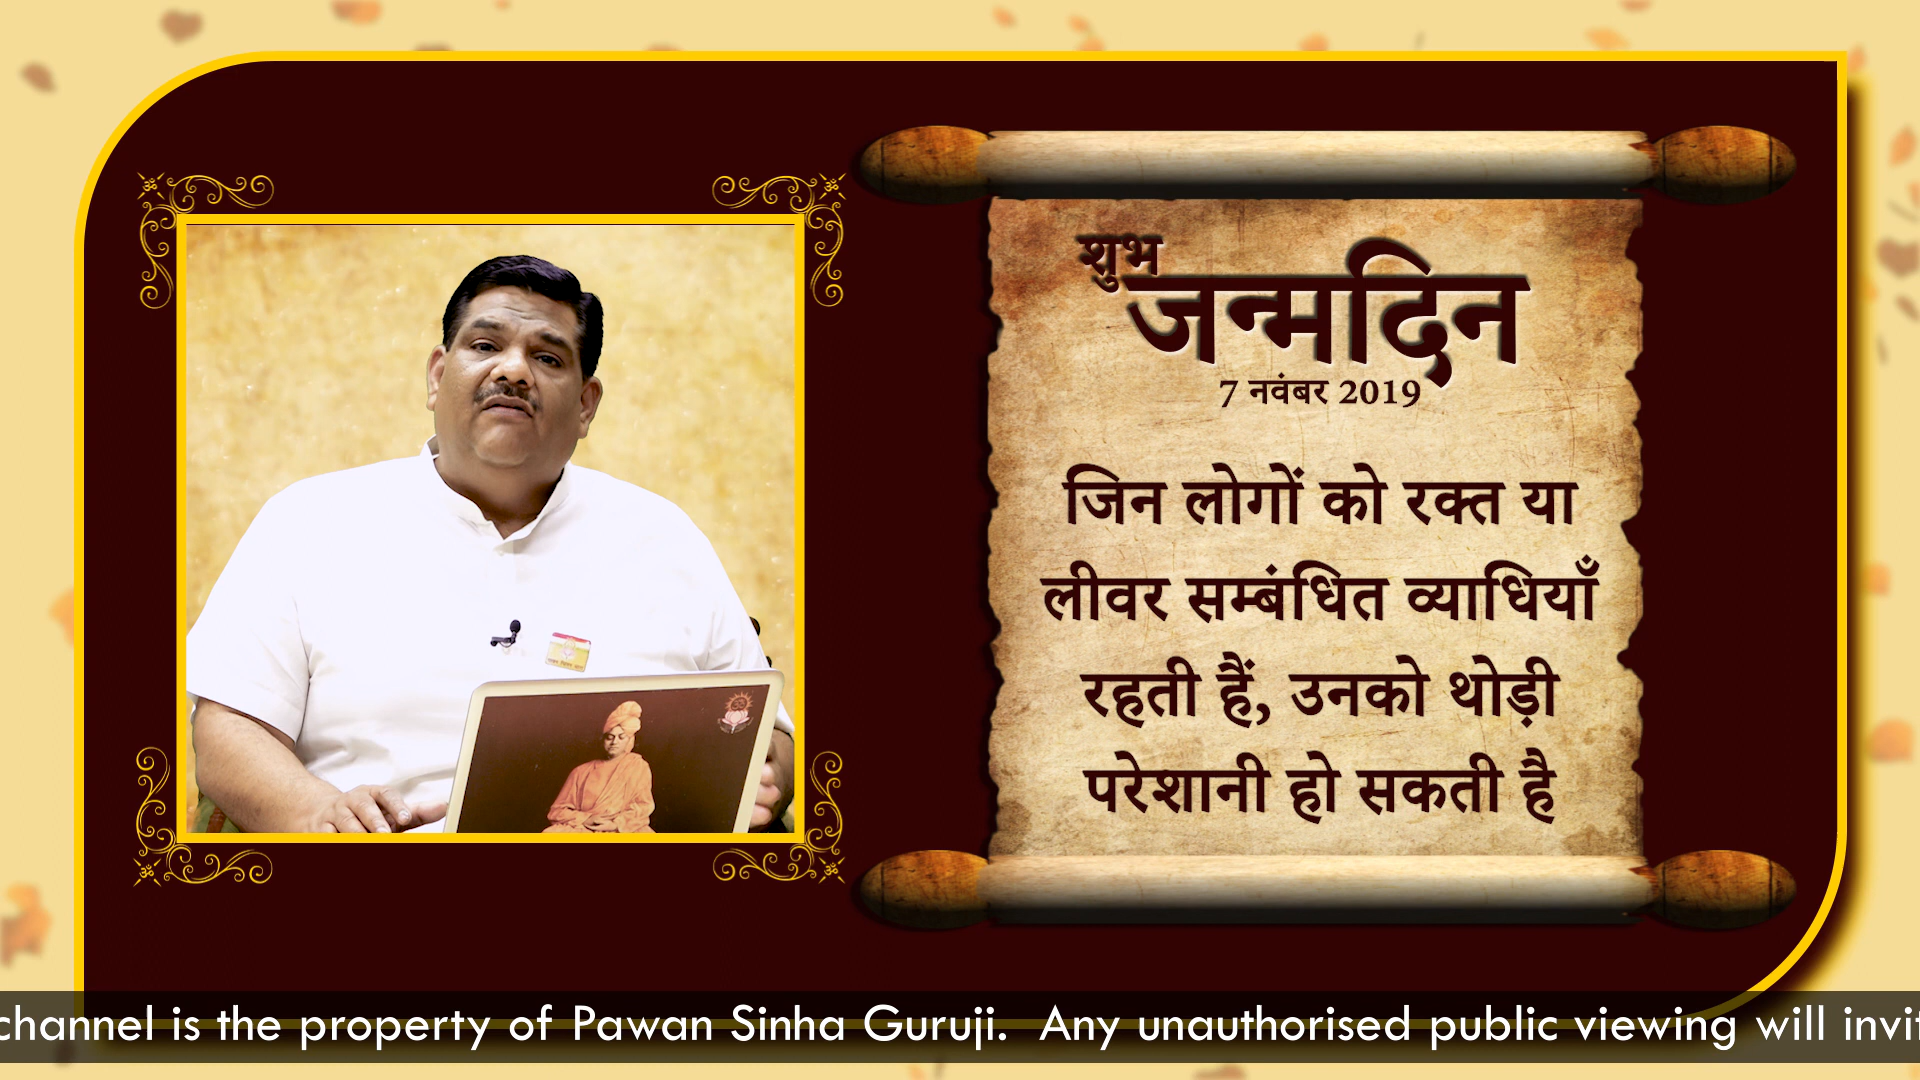 शुभ
जन्मदिन
7 नवंबर 2019
जिन लोगों को रक्त या
लीवर सम्बंधित व्याधियाँ
रहती हैं, उनको थोड़ी
परेशानी हो सकती है
channel is the property of Pawan Sinha Guruji. Any unauthorised public viewing will invit